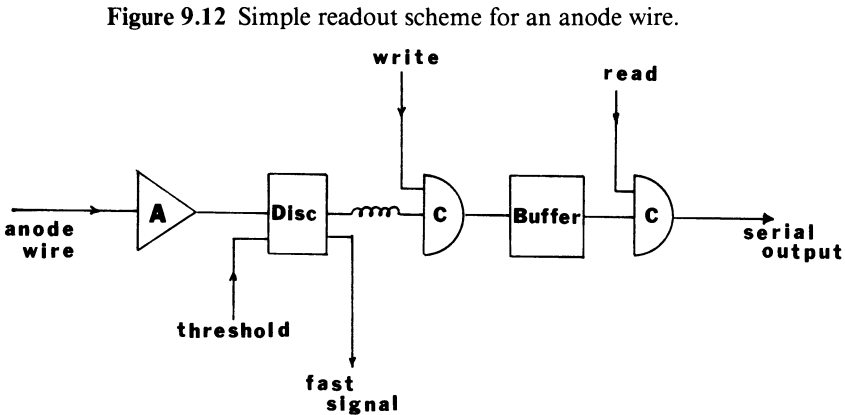 Figure 9.12 Simple readout scheme for an anode wire.
write
read
A
Disc
C
Buffer
C
anode
wire
serial
output
threshold
fast
signal